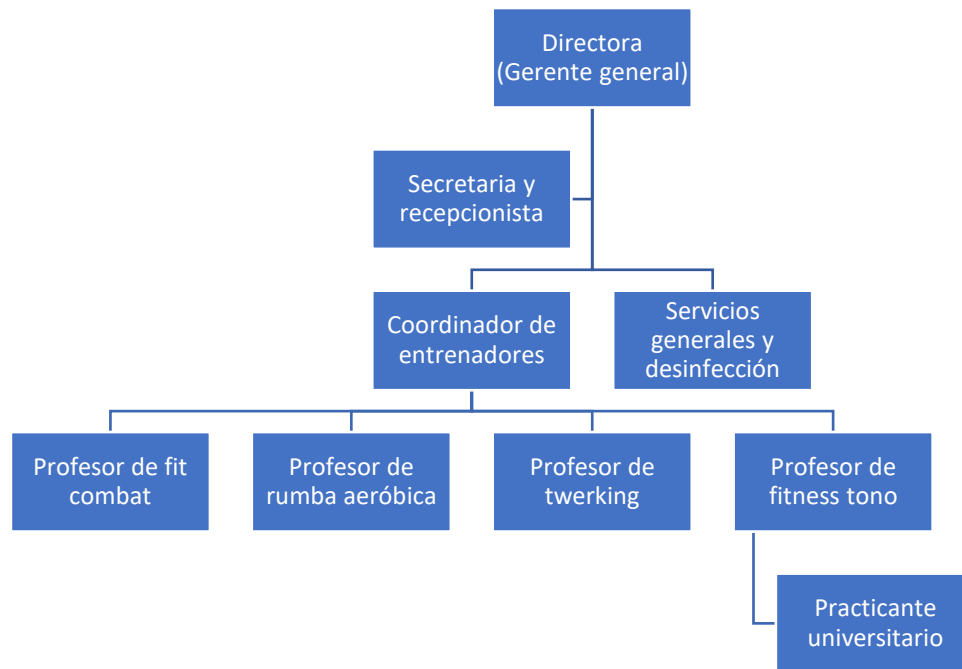 Directora
(Gerente general)
Secretaria y
recepcionista
Coordinador de
entrenadores
Servicios
generales y
desinfección
Profesor de fit
combat
Profesor de
rumba aeróbica
Profesor de
twerking
Profesor de
fitness tono
Practicante
universitario